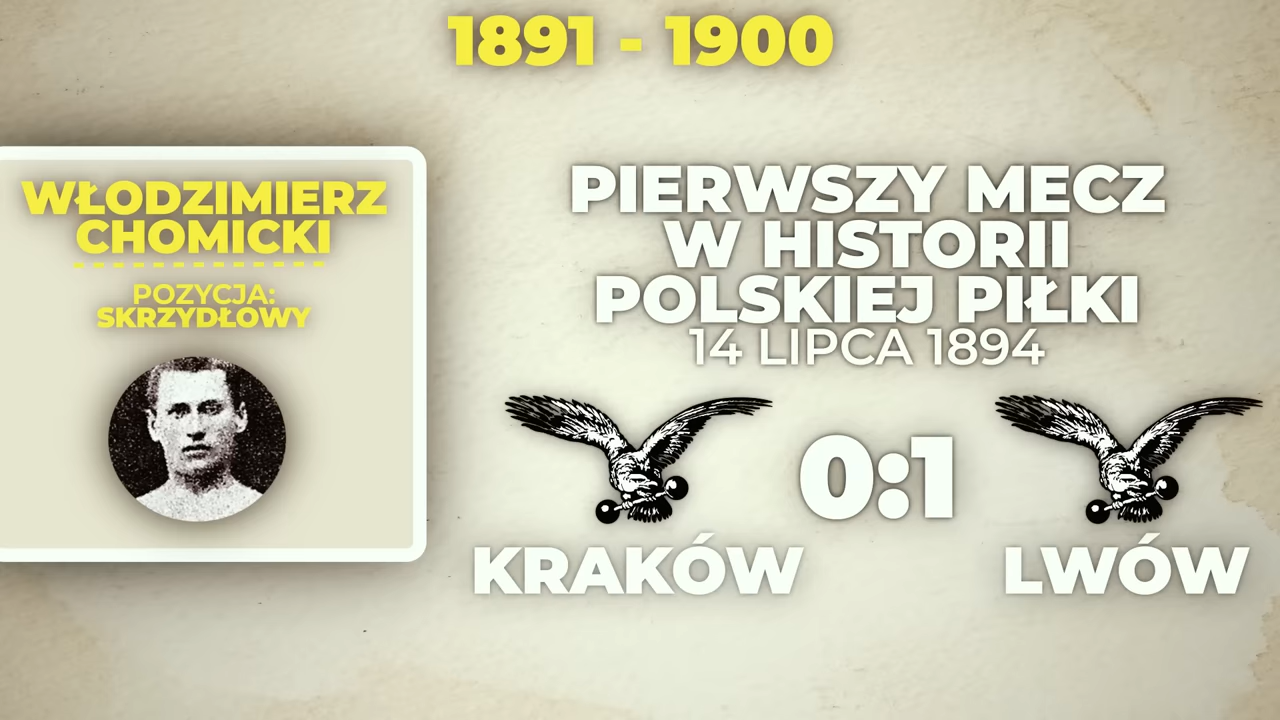 1891 - 1900
WŁODZIMIERZ
CHOMICKI
POZYCJA:
SKRZYDŁOWY
PIERWSZY MECZ
W HISTORII
POLSKIEJ PIŁKI
14 LIPCA 1894
0:1
KRAKÓW
LWÓW